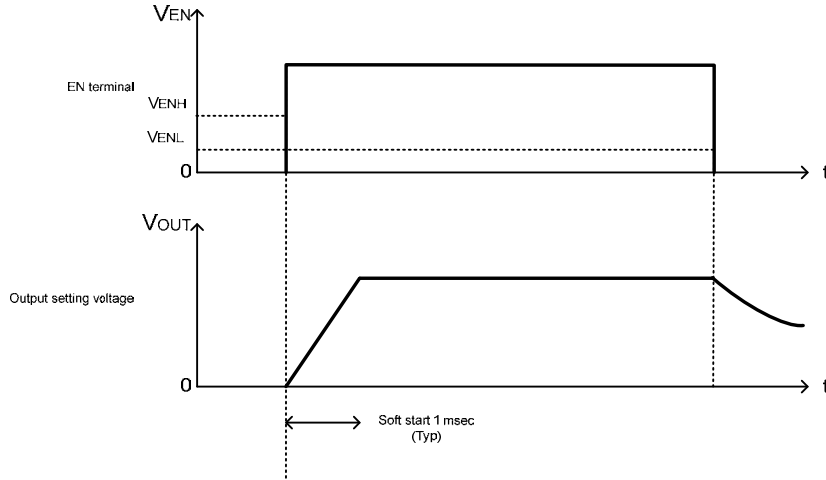 VEN
EN terminal
VENH
VENL
0
t
VOUT
Output setting voltage
0
t
Soft start 1 msec
(Typ)